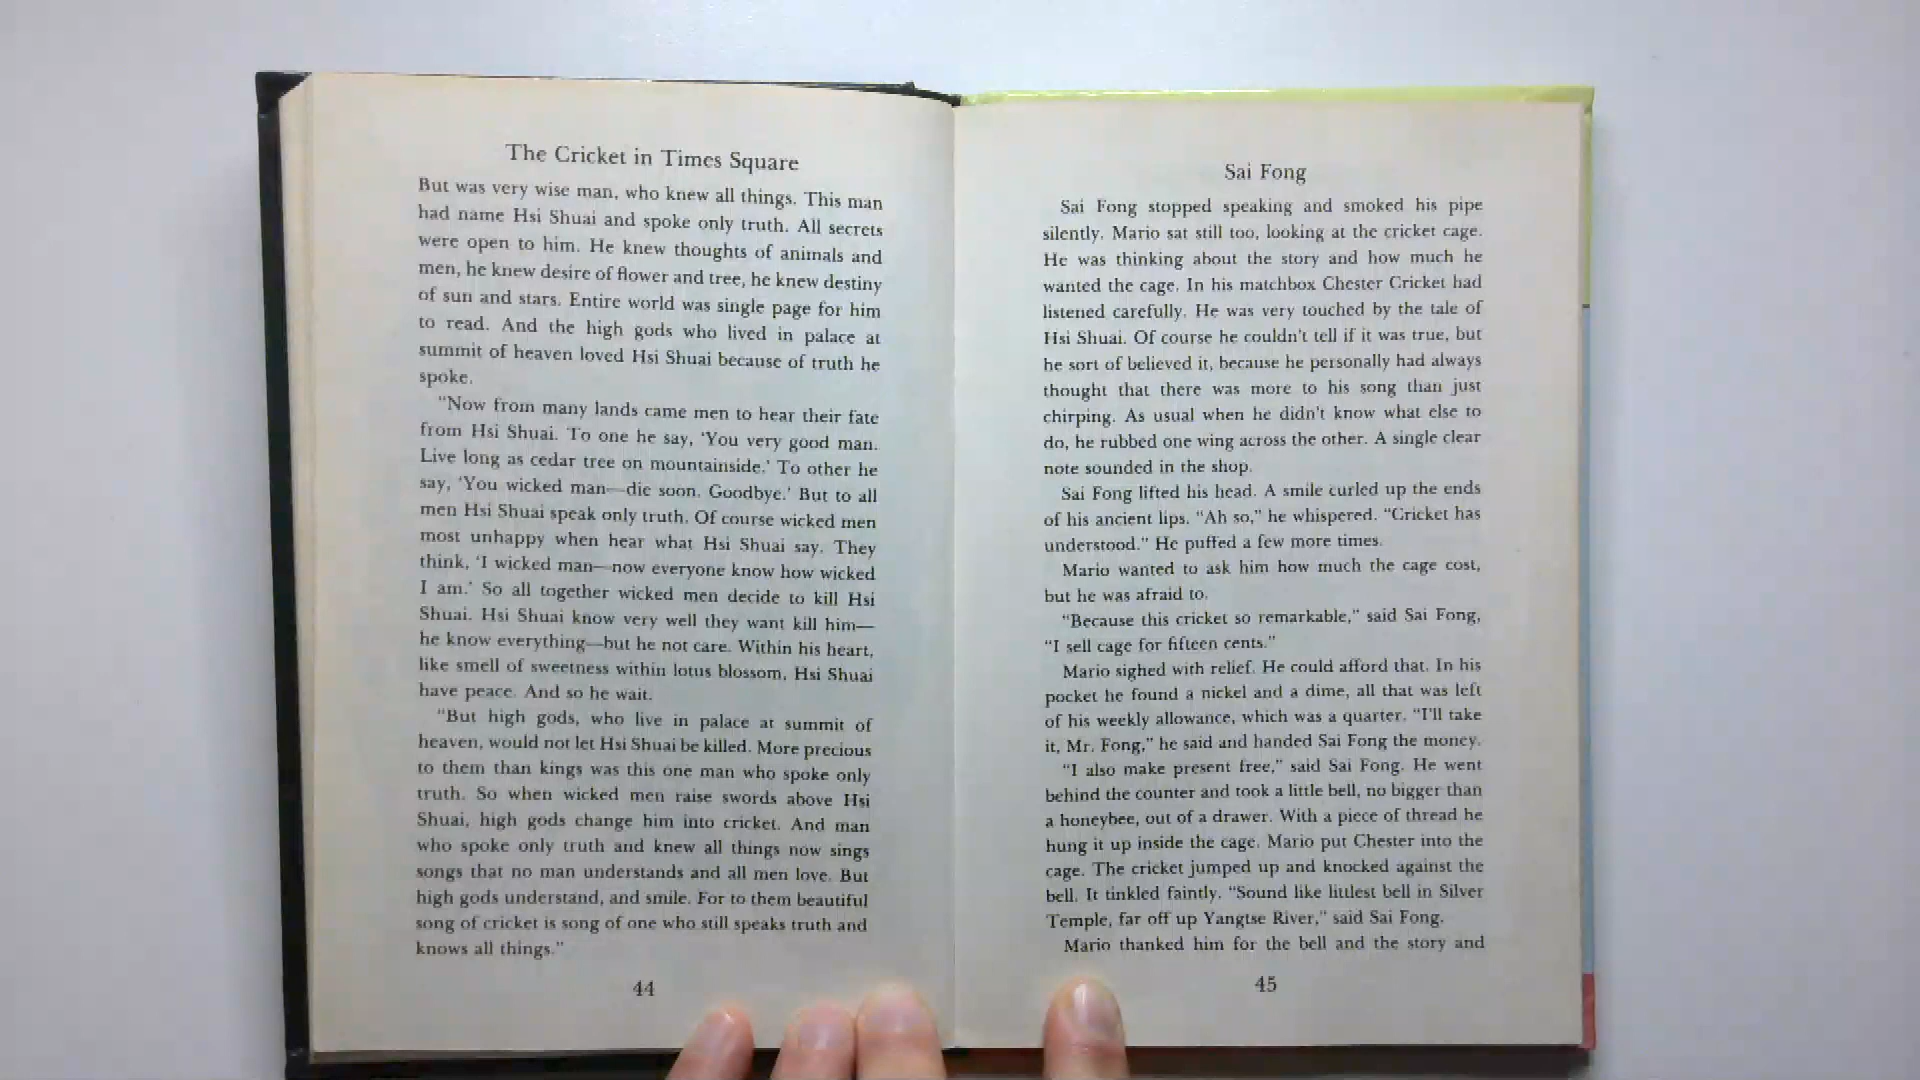 The Cricket in Times Square
But was very wise man, who knew all things. This man
had name Hsi Shuai and spoke only truth. All secrets
were open to him. He knew thoughts of animals and
men, he knew desire of flower and tree, he knew destiny
of sun and stars. Entire world was single page for him
to read. And the high gods who lived in palace at
summit of heaven loved Hsi Shuai because of truth he
spoke.
"Now from many lands came men to hear their fate
from Hsi Shuai. To one he say, 'You very good man.
Live long as cedar tree on mountainside.' To other he
say, 'You wicked man—die soon. Goodbye.' But to all
men Hsi Shuai speak only truth. Of course wicked men
most unhappy when hear what Hsi Shuai say. They
think, 'I wicked man—now everyone know how wicked
I am.' So all together wicked men decide to kill Hsi
Shuai. Hsi Shuai know very well they want kill him—
he know everything—but he not care. Within his heart,
like smell of sweetness within lotus blossom, Hsi Shuai
have peace. And so he wait.
"But high gods, who live in palace at summit of
heaven, would not let Hsi Shuai be killed. More precious
to them than kings was this one man who spoke only
truth. So when wicked men raise swords above Hsi
Shuai, high gods change him into cricket. And man
who spoke only truth and knew all things now sings
songs that no man understands and all men love. But
high gods understand, and smile. For to them beautiful
song of cricket is song of one who still speaks truth and
knows all things."
44
Sai Fong
Sai Fong stopped speaking and smoked his pipe
silently. Mario sat still too, looking at the cricket cage.
He was thinking about the story and how much he
wanted the cage. In his matchbox Chester Cricket had
listened carefully. He was very touched by the tale of
Hsi Shuai. Of course he couldn't tell if it was true, but
he sort of believed it, because he personally had always
thought that there was more to his song than just
chirping. As usual when he didn't know what else to
do, he rubbed one wing across the other. A single clear
note sounded in the shop.
Sai Fong lifted his head. A smile curled up the ends
of his ancient lips. "Ah so," he whispered. "Cricket has
understood." He puffed a few more times.
Mario wanted to ask him how much the cage cost,
but he was afraid to.
"Because this cricket so remarkable," said Sai Fong,
"I sell cage for fifteen cents."
Mario sighed with relief. He could afford that. In his
pocket he found a nickel and a dime, all that was left
of his weekly allowance, which was a quarter. "I'll take
it, Mr. Fong," he said and handed Sai Fong the money.
"I also make present free," said Sai Fong. He went
behind the counter and took a little bell, no bigger than
a honeybee, out of a drawer. With a piece of thread he
hung it up inside the cage. Mario put Chester into the
cage. The cricket jumped up and knocked against the
bell. It tinkled faintly. "Sound like littlest bell in Silver
Temple, far off up Yangtse River," said Sai Fong.
Mario thanked him for the bell and the story and
45